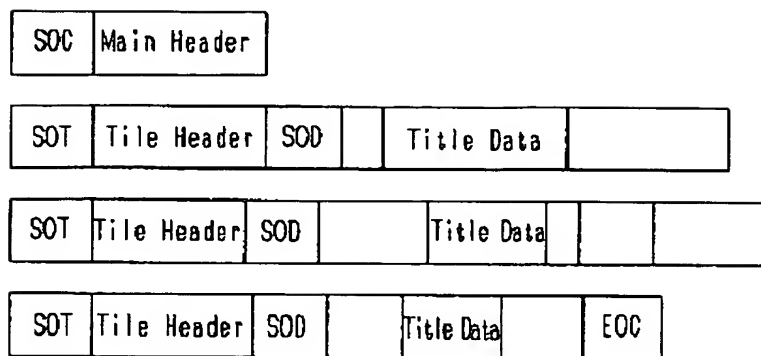 SOC Main Header
SOT Tile Header SOD Title Data
SOT Tile Header SOD Title Data
SOT Tile Header SOD Title Data EOC